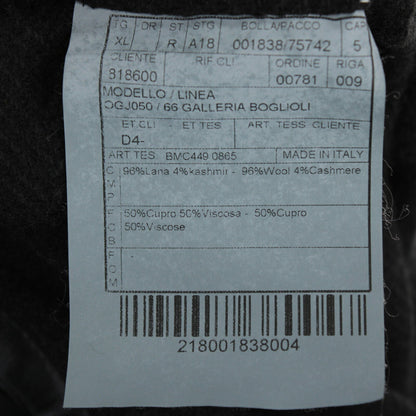 TG DR ST STG BOLLA/PACCO CAP
XL R A18 001838/75742 5
CLIENTE RIF CLI ORDINE RIGA
818600 00781 009
MODELLO / LINEA
OGJ050 / 66 GALLERIA BOGLIOLI
ET.CLI - ET TES ART. TESS CLIENTE
D4-
ART TES. BMC449 0865 MADE IN ITALY
C 96%Lana 4%kashmir - 96%Wool 4%Cashmere
M
P
F 50%Cupro 50%Viscosa - 50%Cupro
C 50%Viscose
B
F
O
M
218001838004